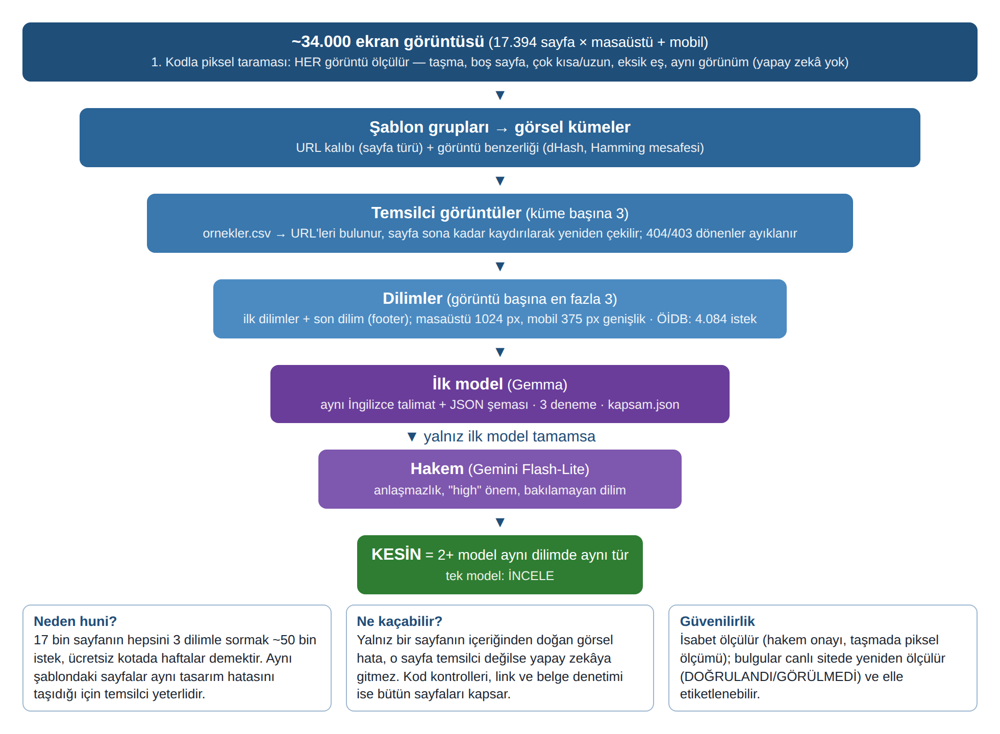 ~34.000 ekran görüntüsü (17.394 sayfa × masaüstü + mobil)
1. Kodla piksel taraması: HER görüntü ölçülür — taşma, boş sayfa, çok kısa/uzun, eksik eş, aynı görünüm (yapay zekâ yok)
▼
Şablon grupları → görsel kümeler
URL kalıbı (sayfa türü) + görüntü benzerliği (dHash, Hamming mesafesi)
▼
Temsilci görüntüler (küme başına 3)
ornekler.csv → URL'leri bulunur, sayfa sona kadar kaydırılarak yeniden çekilir; 404/403 dönenler ayıklanır
▼
Dilimler (görüntü başına en fazla 3)
ilk dilimler + son dilim (footer); masaüstü 1024 px, mobil 375 px genişlik · ÖİDB: 4.084 istek
▼
İlk model (Gemma)
aynı İngilizce talimat + JSON şeması · 3 deneme · kapsam.json
▼ yalnız ilk model tamamsa
Hakem (Gemini Flash-Lite)
anlaşmazlık, "high" önem, bakılamayan dilim
▼
KESİN = 2+ model aynı dilimde aynı tür
tek model: İNCELE
Neden huni?
17 bin sayfanın hepsini 3 dilimle sormak ~50 bin
istek, ücretsiz kotada haftalar demektir. Aynı
şablondaki sayfalar aynı tasarım hatasını
taşıdığı için temsilci yeterlidir.
Ne kaçabilir?
Yalnız bir sayfanın içeriğinden doğan görsel
hata, o sayfa temsilci değilse yapay zekâya
gitmez. Kod kontrolleri, link ve belge denetimi
ise bütün sayfaları kapsar.
Güvenilirlik
İsabet ölçülür (hakem onayı, taşmada piksel
ölçümü); bulgular canlı sitede yeniden ölçülür
(DOĞRULANDI/GÖRÜLMEDİ) ve elle
etiketlenebilir.